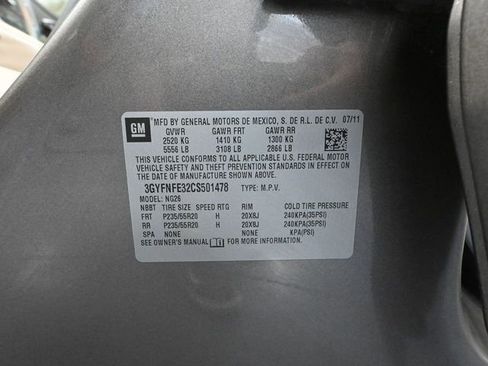 GM
MFD BY GENERAL MOTORS DE MEXICO, S. DE R.L. DE C.V. 07/11
GVWR GAWR FRT GAWR RR
2520 KG 1410 KG 1300 KG
5556 LB 3108 LB 2866 LB
THIS VEHICLE CONFORMS TO ALL APPLICABLE U.S. FEDERAL MOTOR
VEHICLE SAFETY AND THEFT PREVENTION STANDARDS IN EFFECT ON THE
DATE OF MANUFACTURE SHOWN ABOVE.
3GYFNFE32CS501478 TYPE: M.P.V.
MODEL: NG26
NBBT TIRE SIZE SPEED RTG RIM COLD TIRE PRESSURE
FRT P235/55R20 H 20X8J 240KPA(35PSI)
RR P235/55R20 H 20X8J 240KPA(35PSI)
SPA NONE NONE KPA(PSI)
SEE OWNER'S MANUAL FOR MORE INFORMATION.